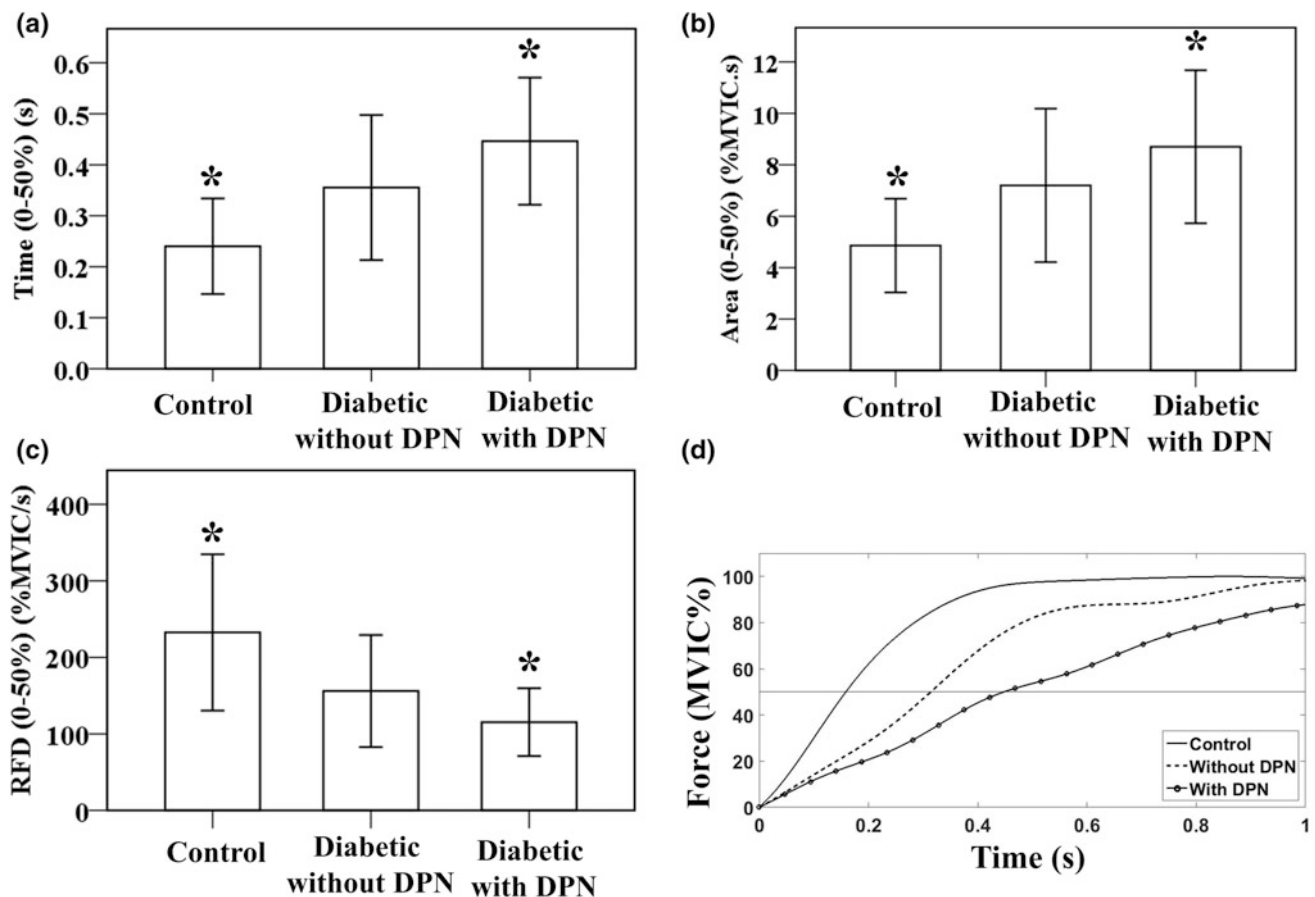 (a)
Time (0-50%) (s)
0.6
0.5
0.4
0.3
0.2
0.1
0.0
*
*
Control
Diabetic
without DPN
Diabetic
with DPN
(b)
Area (0-50%) (%MVIC.s)
12
10
8
6
4
2
0
*
*
Control
Diabetic
without DPN
Diabetic
with DPN
(c)
RFD (0-50%) (%MVIC/s)
400
300
200
100
0
*
*
Control
Diabetic
without DPN
Diabetic
with DPN
(d)
Force (MVIC%)
100
80
60
40
20
0
0
0.2
0.4
0.6
0.8
1
Time (s)
Control
Without DPN
With DPN